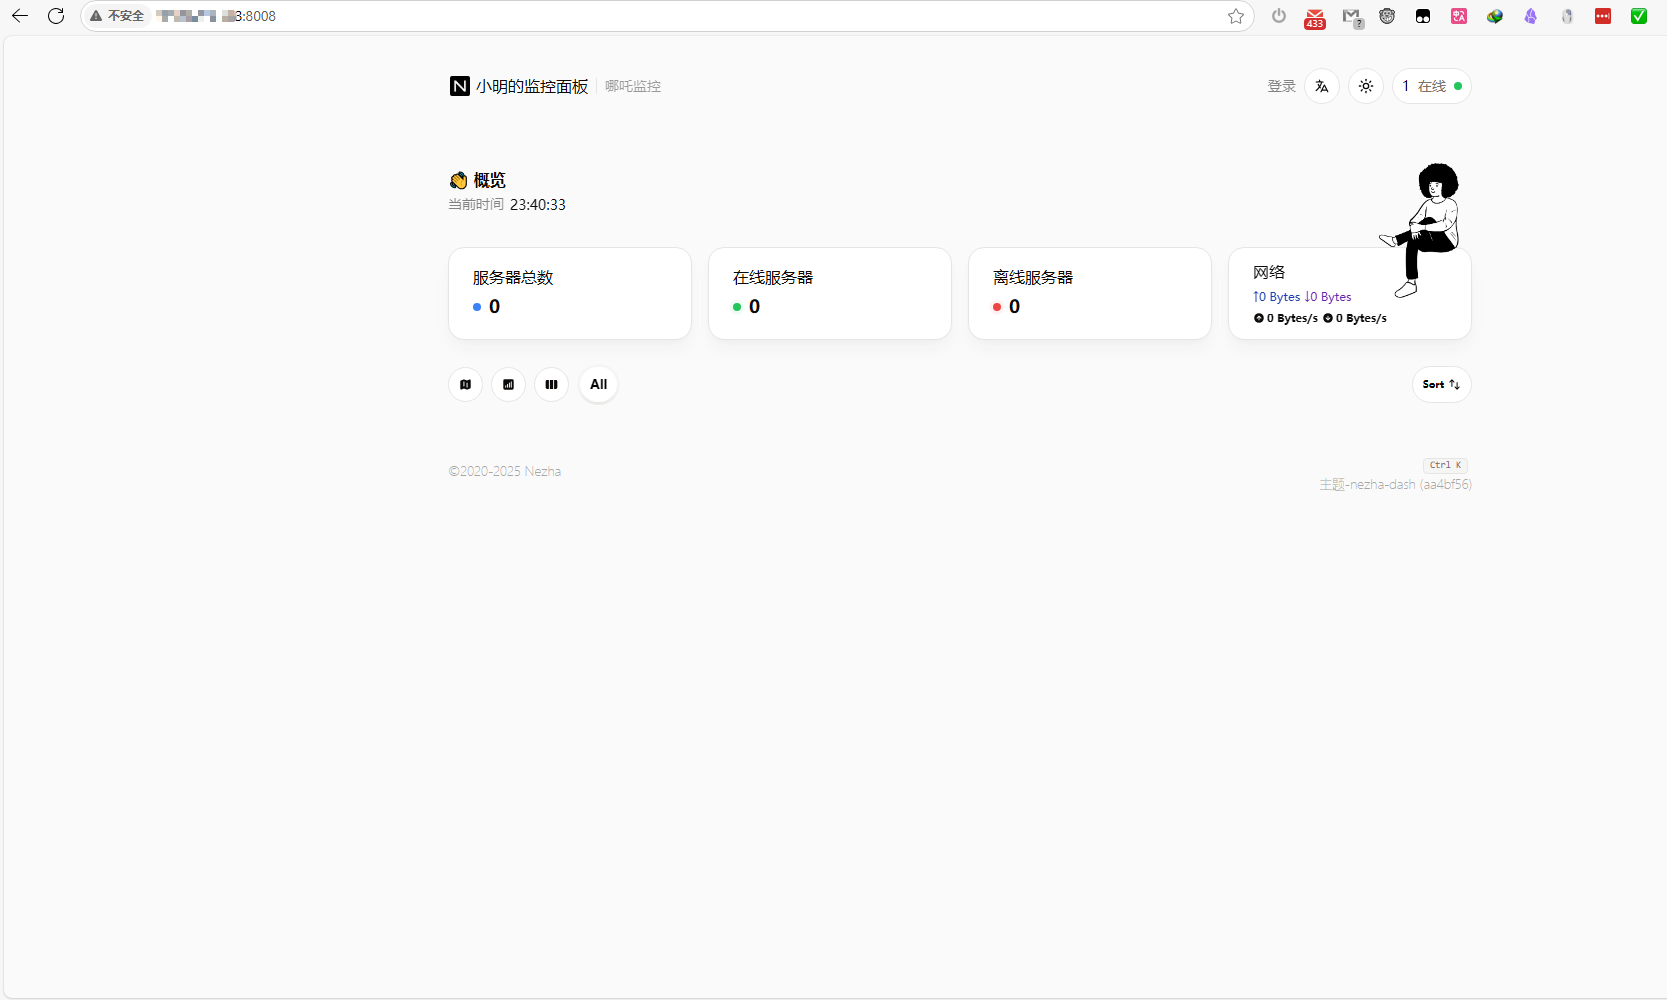 不安全 3:8008
433
?
小明的监控面板 哪吒监控
登录 1 在线
👋 概览
当前时间 23:40:33
服务器总数
0
在线服务器
0
离线服务器
0
网络
↑0 Bytes ↓0 Bytes
0 Bytes/s 0 Bytes/s
All
Sort
©2020-2025 Nezha
Ctrl K
主题-nezha-dash (aa4bf56)